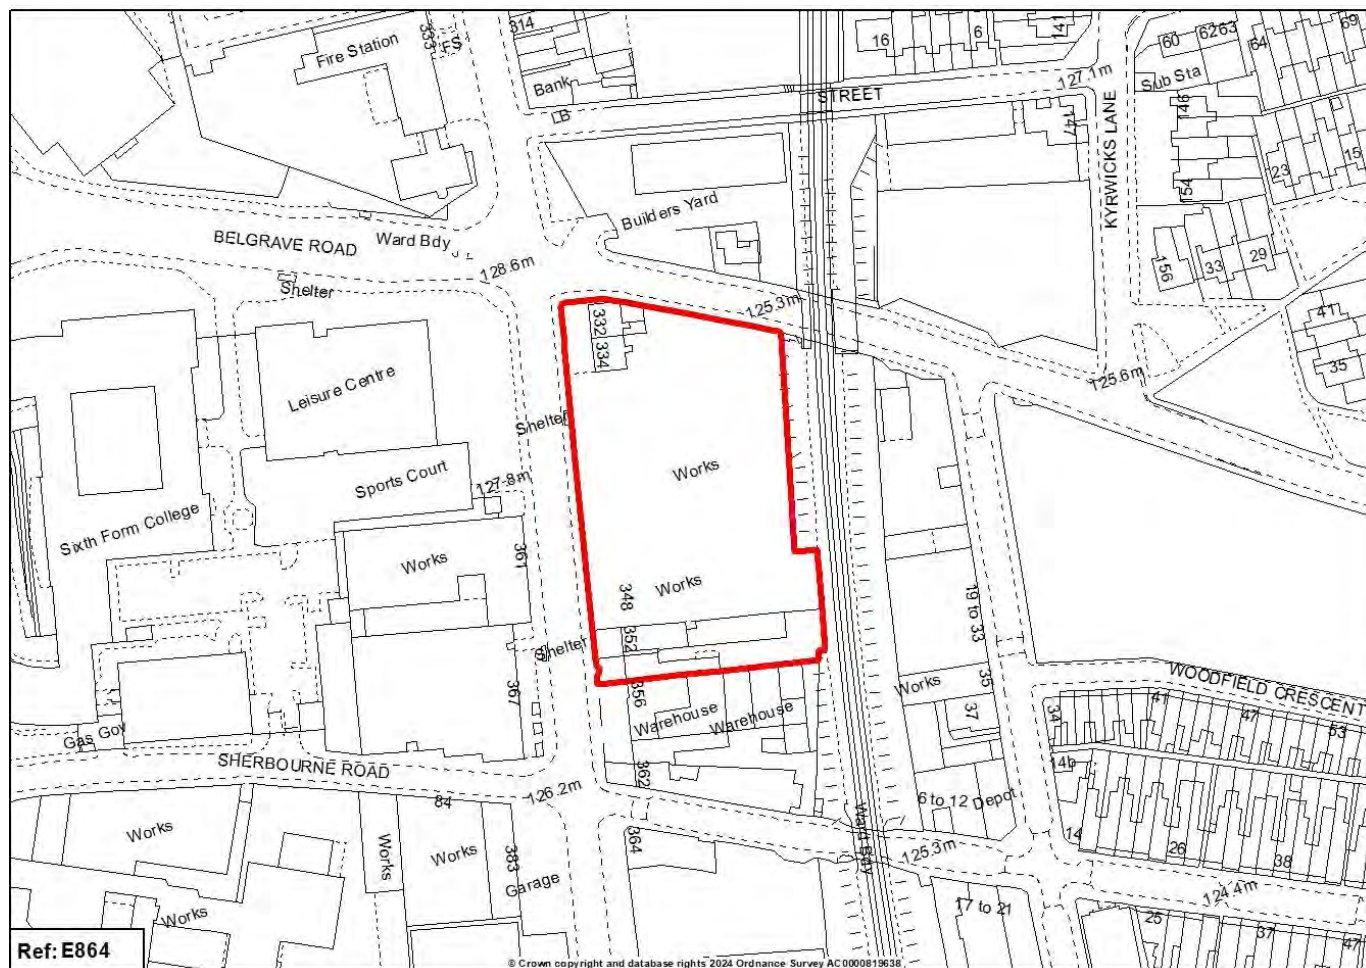 314
333
FS
Fire Station
Bank
LB
STREET
16
6
141
127.1m
60
62
63
64
69
Sub Sta
KYRWICKS LANE
147
146
154
23
15
Builders Yard
BELGRAVE ROAD
Ward Bdy
128.6m
Shelter
156
33
29
125.3m
332
334
41
35
125.6m
Leisure Centre
Shelter
Sports Court
127.8m
Works
Sixth Form College
Works
361
348
Works
19 to 33
352
Shelter
367
356
Works
35
37
WOODFIELD CRESCENT
34
41
47
53
Warehouse
Warehouse
Gas Gov
SHERBOURNE ROAD
362
14b
126.2m
6 to 12 Depot
84
Works
Works
Works
383
Garage
364
Ward Bdy
125.3m
14
26
38
124.4m
Works
17 to 21
25
37
47
Ref: E864
© Crown copyright and database rights 2024 Ordnance Survey AC0000819638